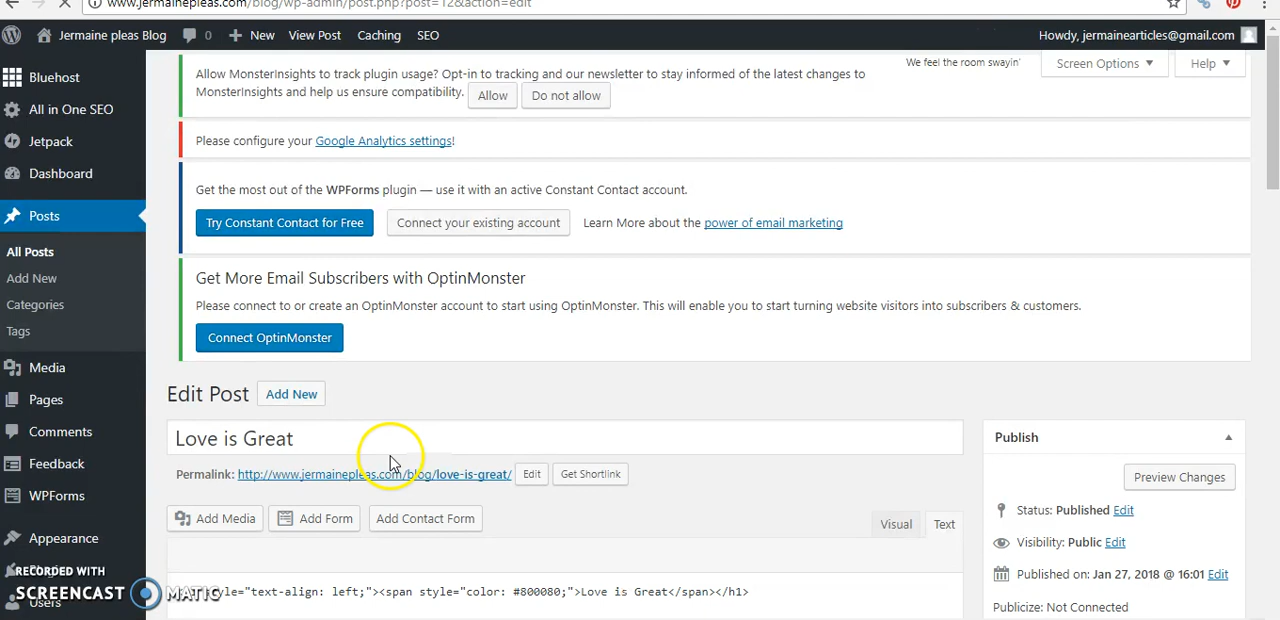 www.jermainepleas.com/blog/wp-admin/post.php?post=12&action=edit
Jermaine pleas Blog 0 New View Post Caching SEO Howdy, jermainearticles@gmail.com
We feel the room swayin' Screen Options Help
Bluehost
All in One SEO
Jetpack
Dashboard
Posts
All Posts
Add New
Categories
Tags
Media
Pages
Comments
Feedback
WPForms
Appearance
Users
Allow MonsterInsights to track plugin usage? Opt-in to tracking and our newsletter to stay informed of the latest changes to
MonsterInsights and help us ensure compatibility. Allow Do not allow
Please configure your Google Analytics settings!
Get the most out of the WPForms plugin — use it with an active Constant Contact account.
Try Constant Contact for Free Connect your existing account Learn More about the power of email marketing
Get More Email Subscribers with OptinMonster
Please connect to or create an OptinMonster account to start using OptinMonster. This will enable you to start turning website visitors into subscribers & customers.
Connect OptinMonster
Edit Post Add New
Love is Great
Permalink: http://www.jermainepleas.com/blog/love-is-great/ Edit Get Shortlink
Add Media Add Form Add Contact Form Visual Text
style="text-align: left;"><span style="color: #800080;">Love is Great</span></h1>
Publish
Preview Changes
Status: Published Edit
Visibility: Public Edit
Published on: Jan 27, 2018 @ 16:01 Edit
Publicize: Not Connected
RECORDED WITH
SCREENCAST MATIC